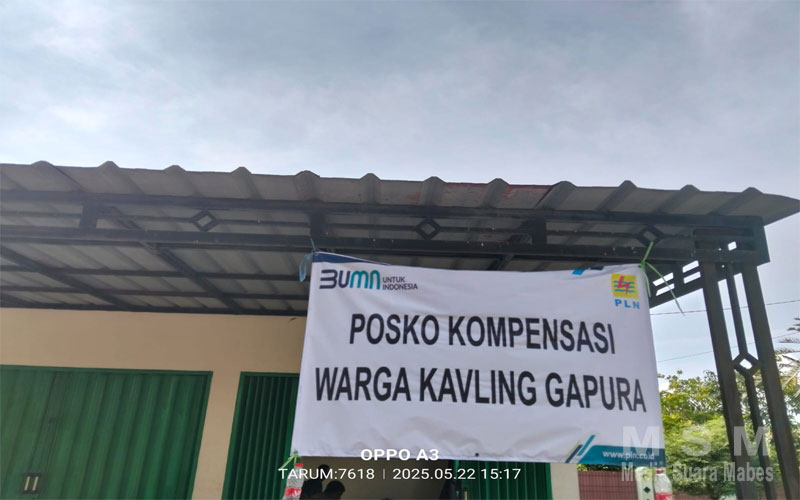 BUMN UNTUK
INDONESIA
PLN
POSKO KOMPENSASI
WARGA KAVLING GAPURA
www.pln.co.id
OPPO A3
TARUM:7618 | 2025.05.22 15:17
MSM
Media Suara Mabes